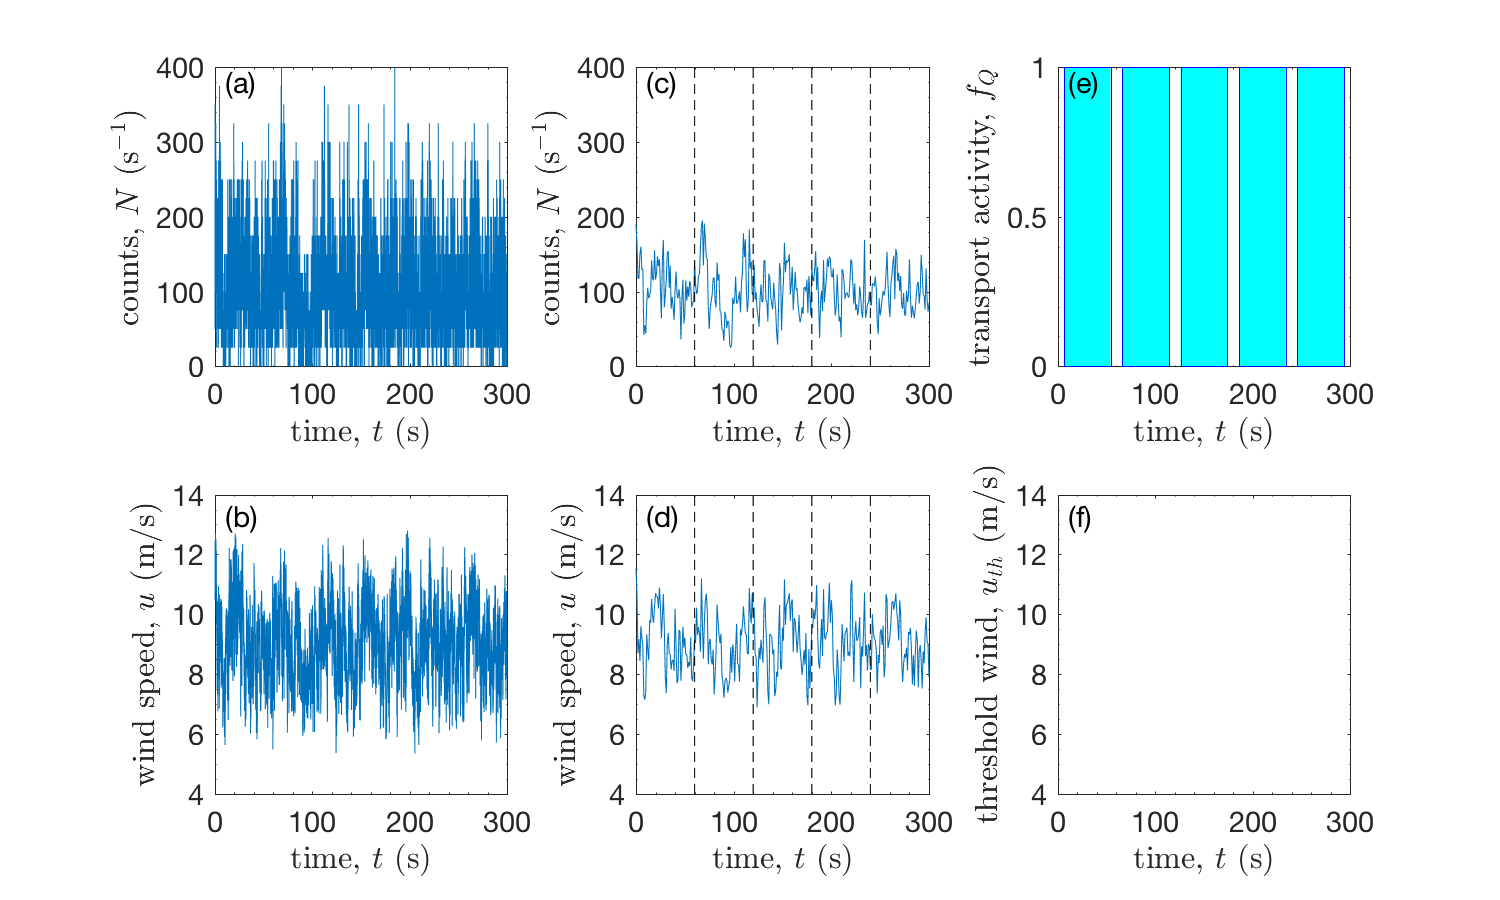 (a)
400
300
200
100
0
0 100 200 300
counts, N (s⁻¹)
time, t (s)
(c)
400
300
200
100
0
0 100 200 300
counts, N (s⁻¹)
time, t (s)
(e)
1
0.5
0
0 100 200 300
transport activity, f_Q
time, t (s)
(b)
14
12
10
8
6
4
0 100 200 300
wind speed, u (m/s)
time, t (s)
(d)
14
12
10
8
6
4
0 100 200 300
wind speed, u (m/s)
time, t (s)
(f)
14
12
10
8
6
4
0 100 200 300
threshold wind, u_th (m/s)
time, t (s)